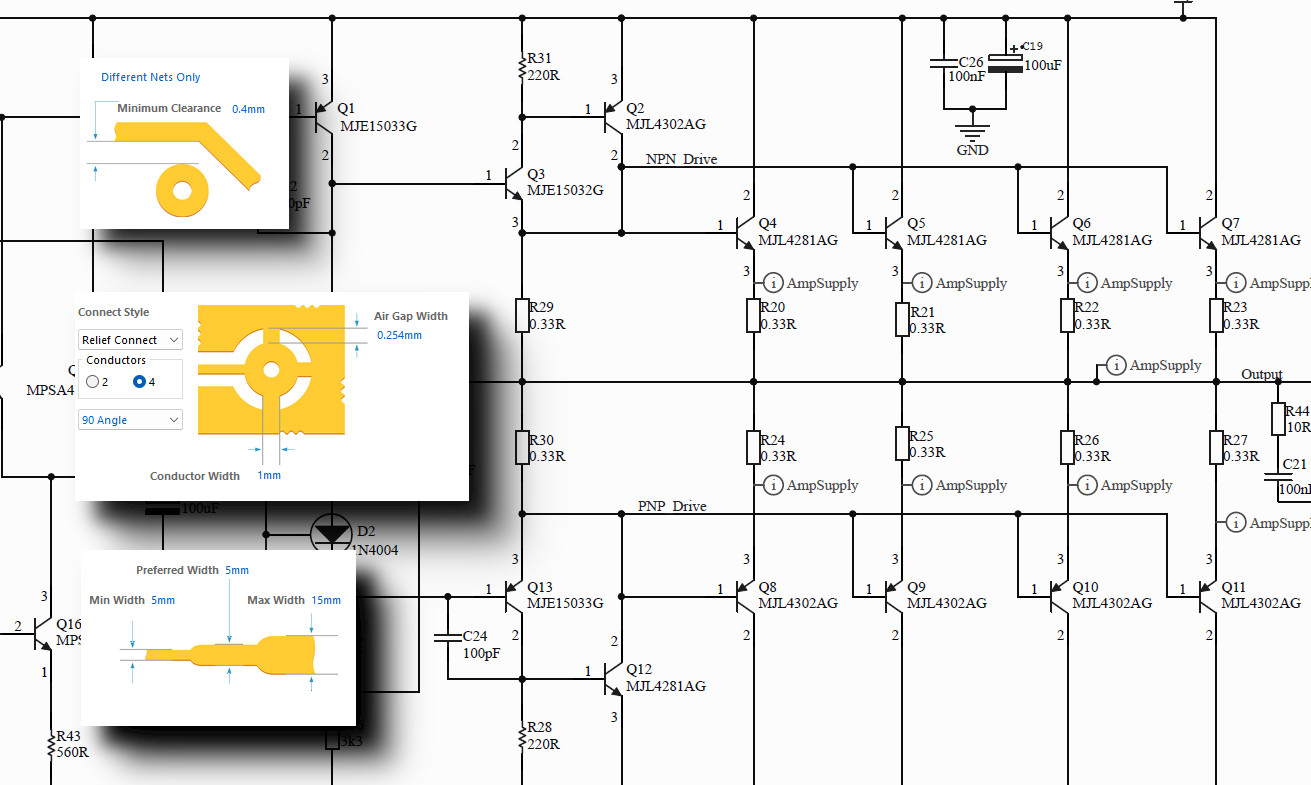 Different Nets Only
Minimum Clearance 0.4mm
3
1
Q1
MJE15033G
2
2
0pF
R31
220R
3
1
Q2
MJL4302AG
2
2
1
Q3
MJE15032G
3
NPN_Drive
C26
100nF
+
C19
100uF
GND
2
1
Q4
MJL4281AG
3
2
1
Q5
MJL4281AG
3
2
1
Q6
MJL4281AG
3
2
1
Q7
MJL4281AG
3
i AmpSupply
i AmpSupply
i AmpSupply
i AmpSupply
Connect Style
Relief Connect
Conductors
2 4
90 Angle
Air Gap Width
0.254mm
Conductor Width 1mm
Q
MPSA4
R29
0.33R
R20
0.33R
R21
0.33R
R22
0.33R
R23
0.33R
i AmpSupply
Output
R30
0.33R
R24
0.33R
R25
0.33R
R26
0.33R
R27
0.33R
R44
10R
C21
100n
i AmpSupply
i AmpSupply
i AmpSupply
i AmpSupply
100uF
D2
1N4004
PNP_Drive
Preferred Width 5mm
Min Width 5mm
Max Width 15mm
3
2
Q16
MPS
1
R43
560R
3k3
3
1
Q13
MJE15033G
2
C24
100pF
2
1
Q12
MJL4281AG
3
R28
220R
3
1
Q8
MJL4302AG
2
3
1
Q9
MJL4302AG
2
3
1
Q10
MJL4302AG
2
3
1
Q11
MJL4302AG
2